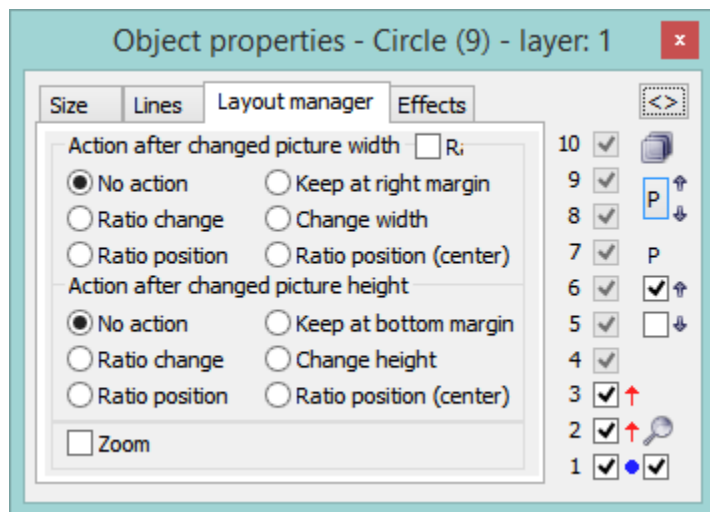 Object properties - Circle (9) - layer: 1
x
Size Lines Layout manager Effects <>
Action after changed picture width
No action Keep at right margin
Ratio change Change width
Ratio position Ratio position (center)
Action after changed picture height
No action Keep at bottom margin
Ratio change Change height
Ratio position Ratio position (center)
Zoom
10
9
P
8
7 P
6
5
4
3
2
1